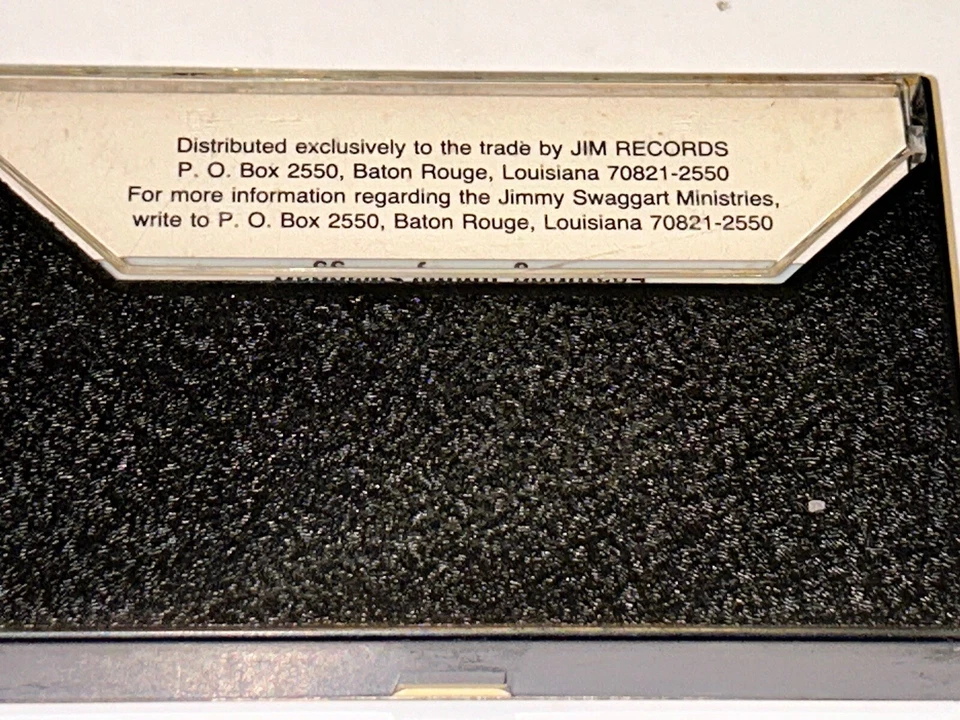 Distributed exclusively to the trade by JIM RECORDS
P. O. Box 2550, Baton Rouge, Louisiana 70821-2550
For more information regarding the Jimmy Swaggart Ministries,
write to P. O. Box 2550, Baton Rouge, Louisiana 70821-2550